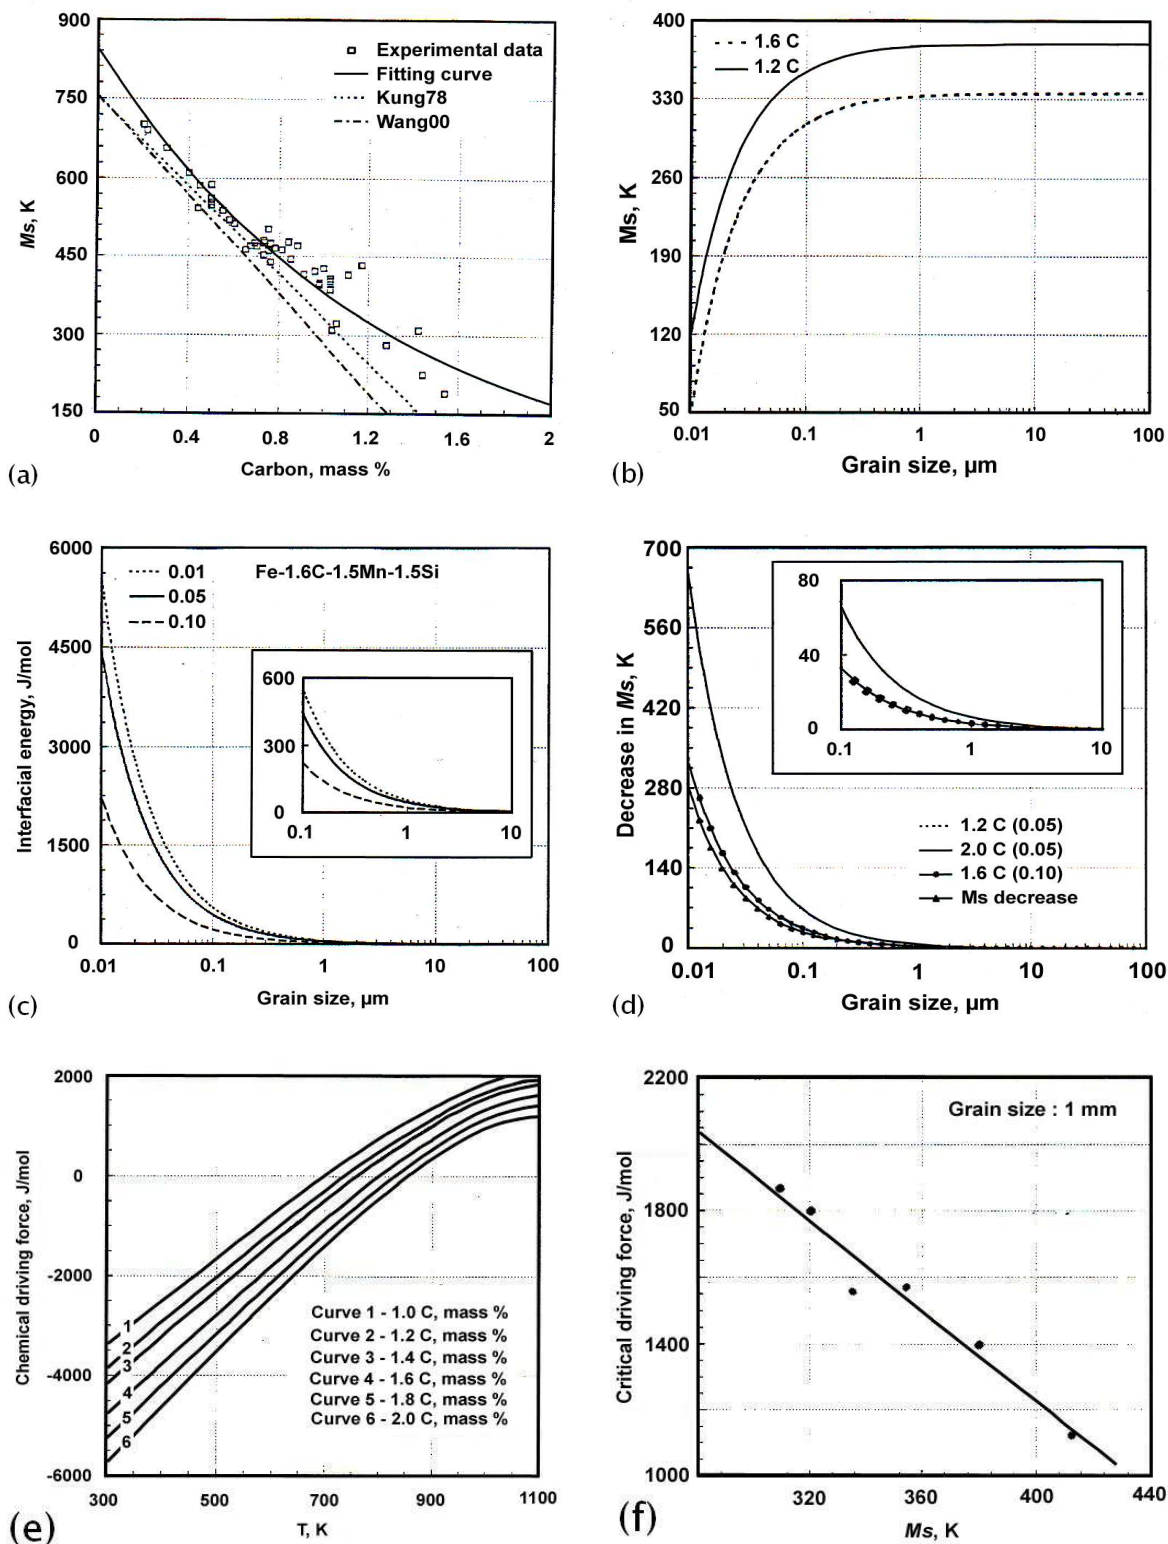 900
750
600
450
300
150
Ms, K
Experimental data
Fitting curve
Kung78
Wang00
0 0.4 0.8 1.2 1.6 2
Carbon, mass %
(a)
400
330
260
190
120
50
Ms, K
1.6 C
1.2 C
0.01 0.1 1 10 100
Grain size, µm
(b)
6000
4500
3000
1500
0
Interfacial energy, J/mol
0.01
0.05
0.10
Fe-1.6C-1.5Mn-1.5Si
600
300
0
0.1 1 10
0.01 0.1 1 10 100
Grain size, µm
(c)
700
560
420
280
140
0
Decrease in Ms, K
80
40
0
0.1 1 10
1.2 C (0.05)
2.0 C (0.05)
1.6 C (0.10)
Ms decrease
0.01 0.1 1 10 100
Grain size, µm
(d)
2000
0
-2000
-4000
-6000
Chemical driving force, J/mol
1
2
3
4
5
6
Curve 1 - 1.0 C, mass %
Curve 2 - 1.2 C, mass %
Curve 3 - 1.4 C, mass %
Curve 4 - 1.6 C, mass %
Curve 5 - 1.8 C, mass %
Curve 6 - 2.0 C, mass %
300 500 700 900 1100
T, K
(e)
2200
1800
1400
1000
Critical driving force, J/mol
Grain size : 1 mm
320 360 400 440
Ms, K
(f)